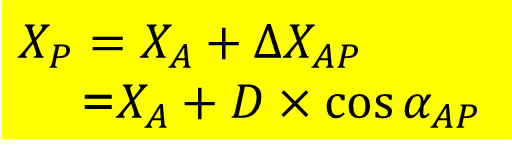 X_P = X_A + ΔX_AP
=X_A + D × cos α_AP